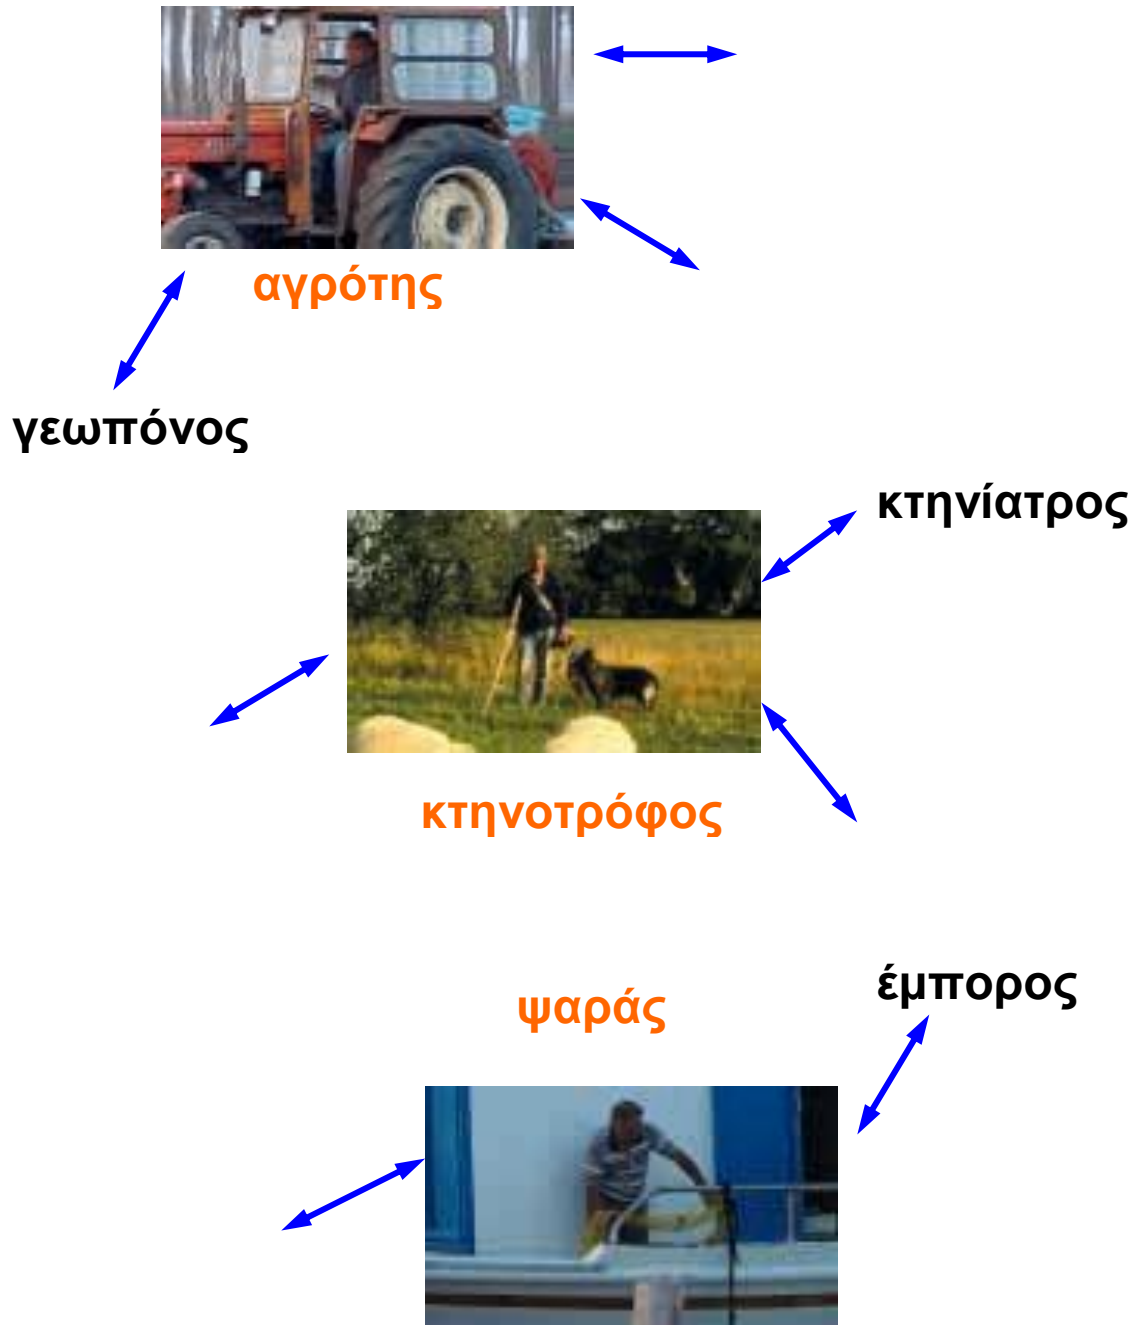 αγρότης
γεωπόνος
κτηνίατρος
κτηνοτρόφος
έμπορος
ψαράς